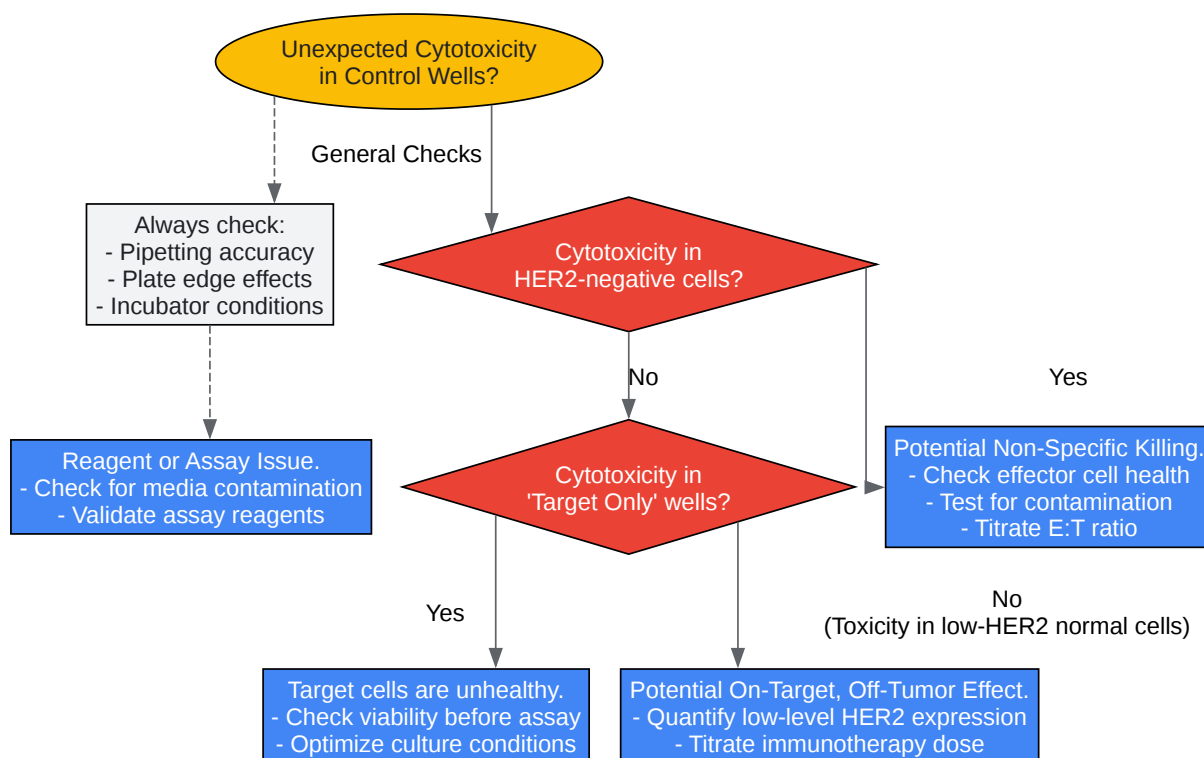 Unexpected Cytotoxicity
in Control Wells?
General Checks
Always check:
- Pipetting accuracy
- Plate edge effects
- Incubator conditions
Cytotoxicity in
HER2-negative cells?
No
Yes
Reagent or Assay Issue.
- Check for media contamination
- Validate assay reagents
Cytotoxicity in
'Target Only' wells?
Potential Non-Specific Killing.
- Check effector cell health
- Test for contamination
- Titrate E:T ratio
Yes
No
(Toxicity in low-HER2 normal cells)
Target cells are unhealthy.
- Check viability before assay
- Optimize culture conditions
Potential On-Target, Off-Tumor Effect.
- Quantify low-level HER2 expression
- Titrate immunotherapy dose